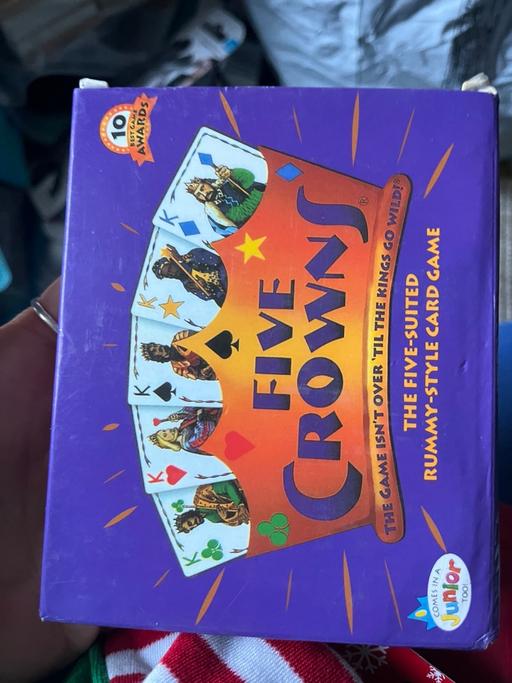 10
BEST GAME
AWARDS
K
K
K
K
K
FIVE
CROWNS®
THE GAME ISN'T OVER 'TIL THE KINGS GO WILD!®
THE FIVE-SUITED
RUMMY-STYLE CARD GAME
COMES IN A
Junior
TOO!